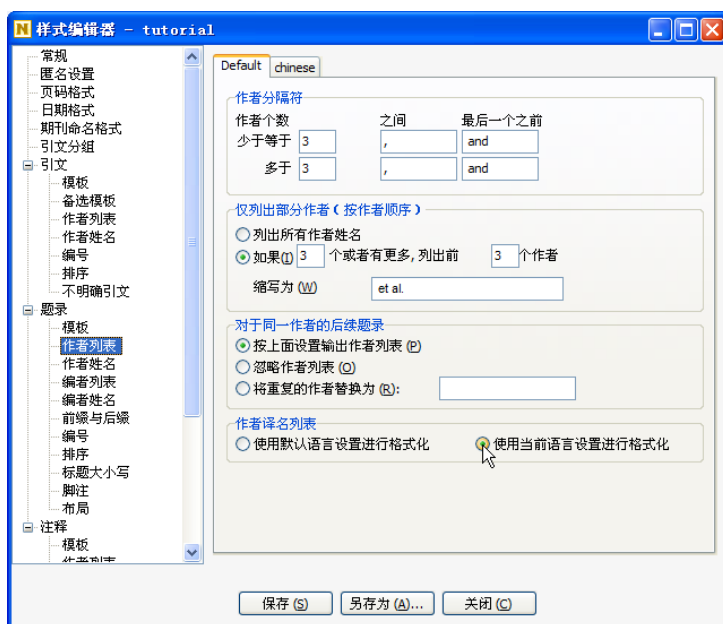 样式编辑器 - tutorial
常规
匿名设置
页码格式
日期格式
期刊命名格式
引文分组
引文
模板
备选模板
作者列表
作者姓名
编号
排序
不明确引文
题录
模板
作者列表
作者姓名
编者列表
编者姓名
前缀与后缀
编号
排序
标题大小写
脚注
布局
注释
模板
作者列表
Default chinese
作者分隔符
作者个数 之间 最后一个之前
少于等于 3 , and
多于 3 , and
仅列出部分作者(按作者顺序)
列出所有作者姓名
如果(I) 3 个或者有更多, 列出前 3 个作者
缩写为 (W) et al.
对于同一作者的后续题录
按上面设置输出作者列表 (P)
忽略作者列表 (O)
将重复的作者替换为 (R):
作者译名列表
使用默认语言设置进行格式化 使用当前语言设置进行格式化
保存 (S) 另存为 (A)... 关闭 (C)